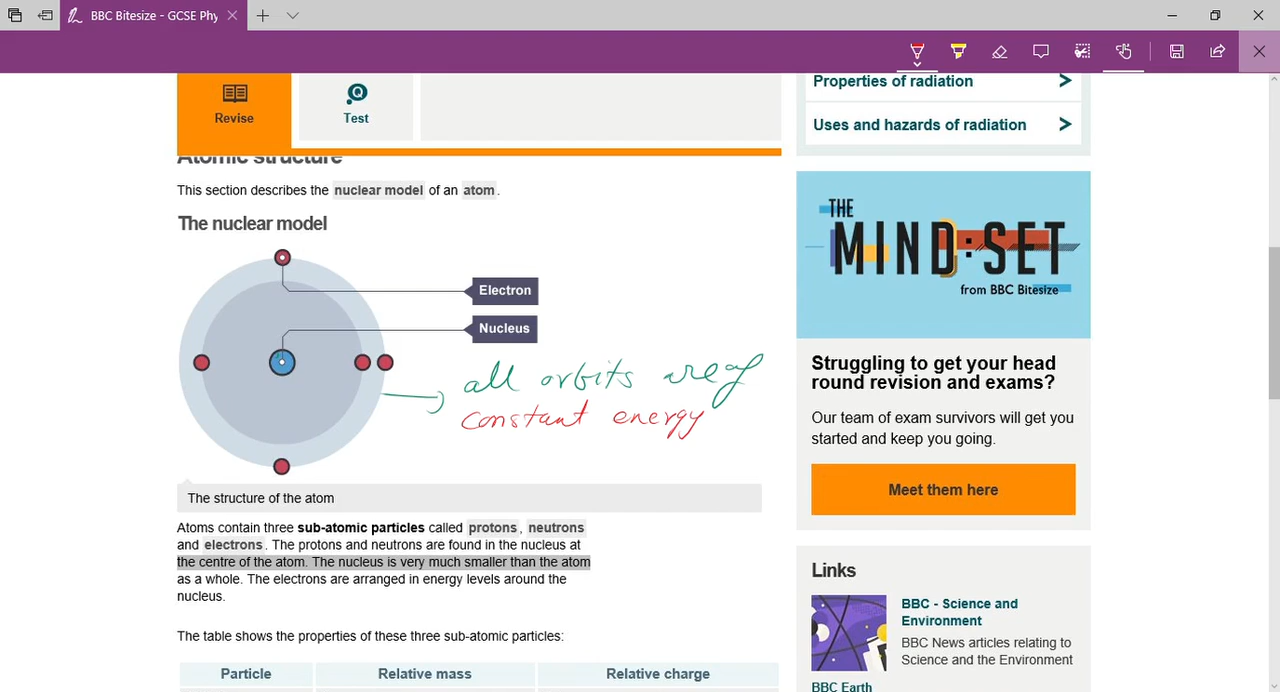 BBC Bitesize - GCSE Phy
Revise
Test
Properties of radiation
Uses and hazards of radiation
Atomic structure
This section describes the nuclear model of an atom.
The nuclear model
Electron
Nucleus
all orbits are of
constant energy
The structure of the atom
Atoms contain three sub-atomic particles called protons, neutrons
and electrons. The protons and neutrons are found in the nucleus at
the centre of the atom. The nucleus is very much smaller than the atom
as a whole. The electrons are arranged in energy levels around the
nucleus.
The table shows the properties of these three sub-atomic particles:
Particle Relative mass Relative charge
THE
MIND:SET
from BBC Bitesize
Struggling to get your head
round revision and exams?
Our team of exam survivors will get you
started and keep you going.
Meet them here
Links
BBC - Science and
Environment
BBC News articles relating to
Science and the Environment
BBC Earth